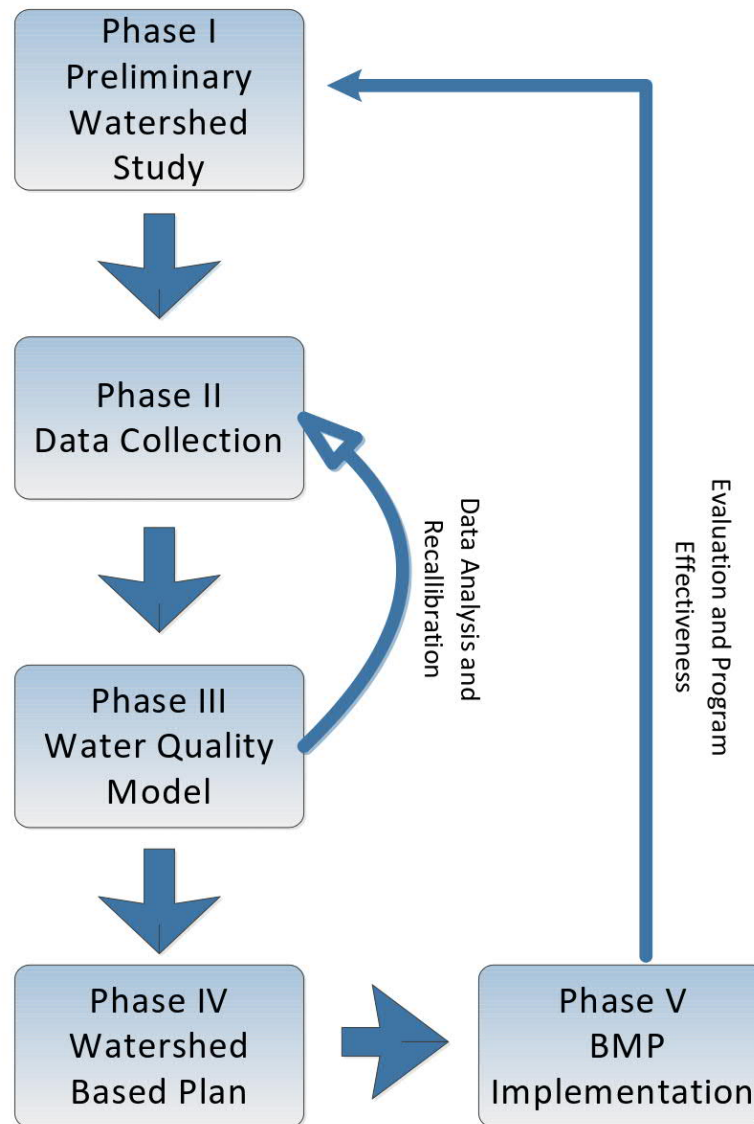 Phase I
Preliminary
Watershed
Study
Phase II
Data Collection
Data Analysis and
Recallibration
Evaluation and Program
Effectiveness
Phase III
Water Quality
Model
Phase IV
Watershed
Based Plan
Phase V
BMP
Implementation